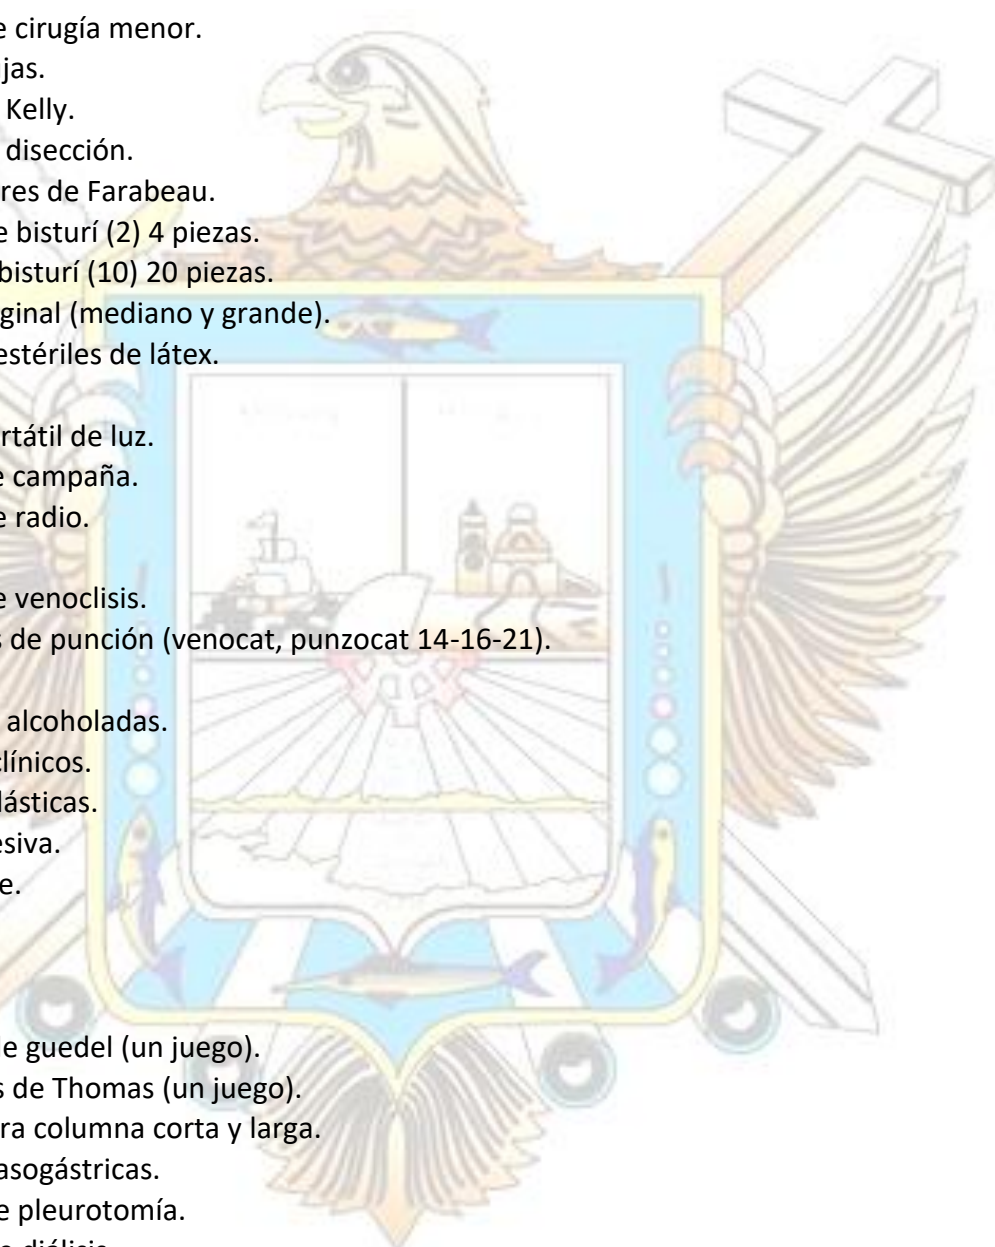 e cirugía menor.
jas.
Kelly.
disección.
res de Farabeau.
e bisturí (2) 4 piezas.
bisturí (10) 20 piezas.
ginal (mediano y grande).
estériles de látex.
rtátil de luz.
e campaña.
e radio.
e venoclisis.
s de punción (venocat, punzocat 14-16-21).
alcoholadas.
clínicos.
lásticas.
esiva.
e.
de guedel (un juego).
s de Thomas (un juego).
ra columna corta y larga.
asogástricas.
e pleurotomía.
e diálisis